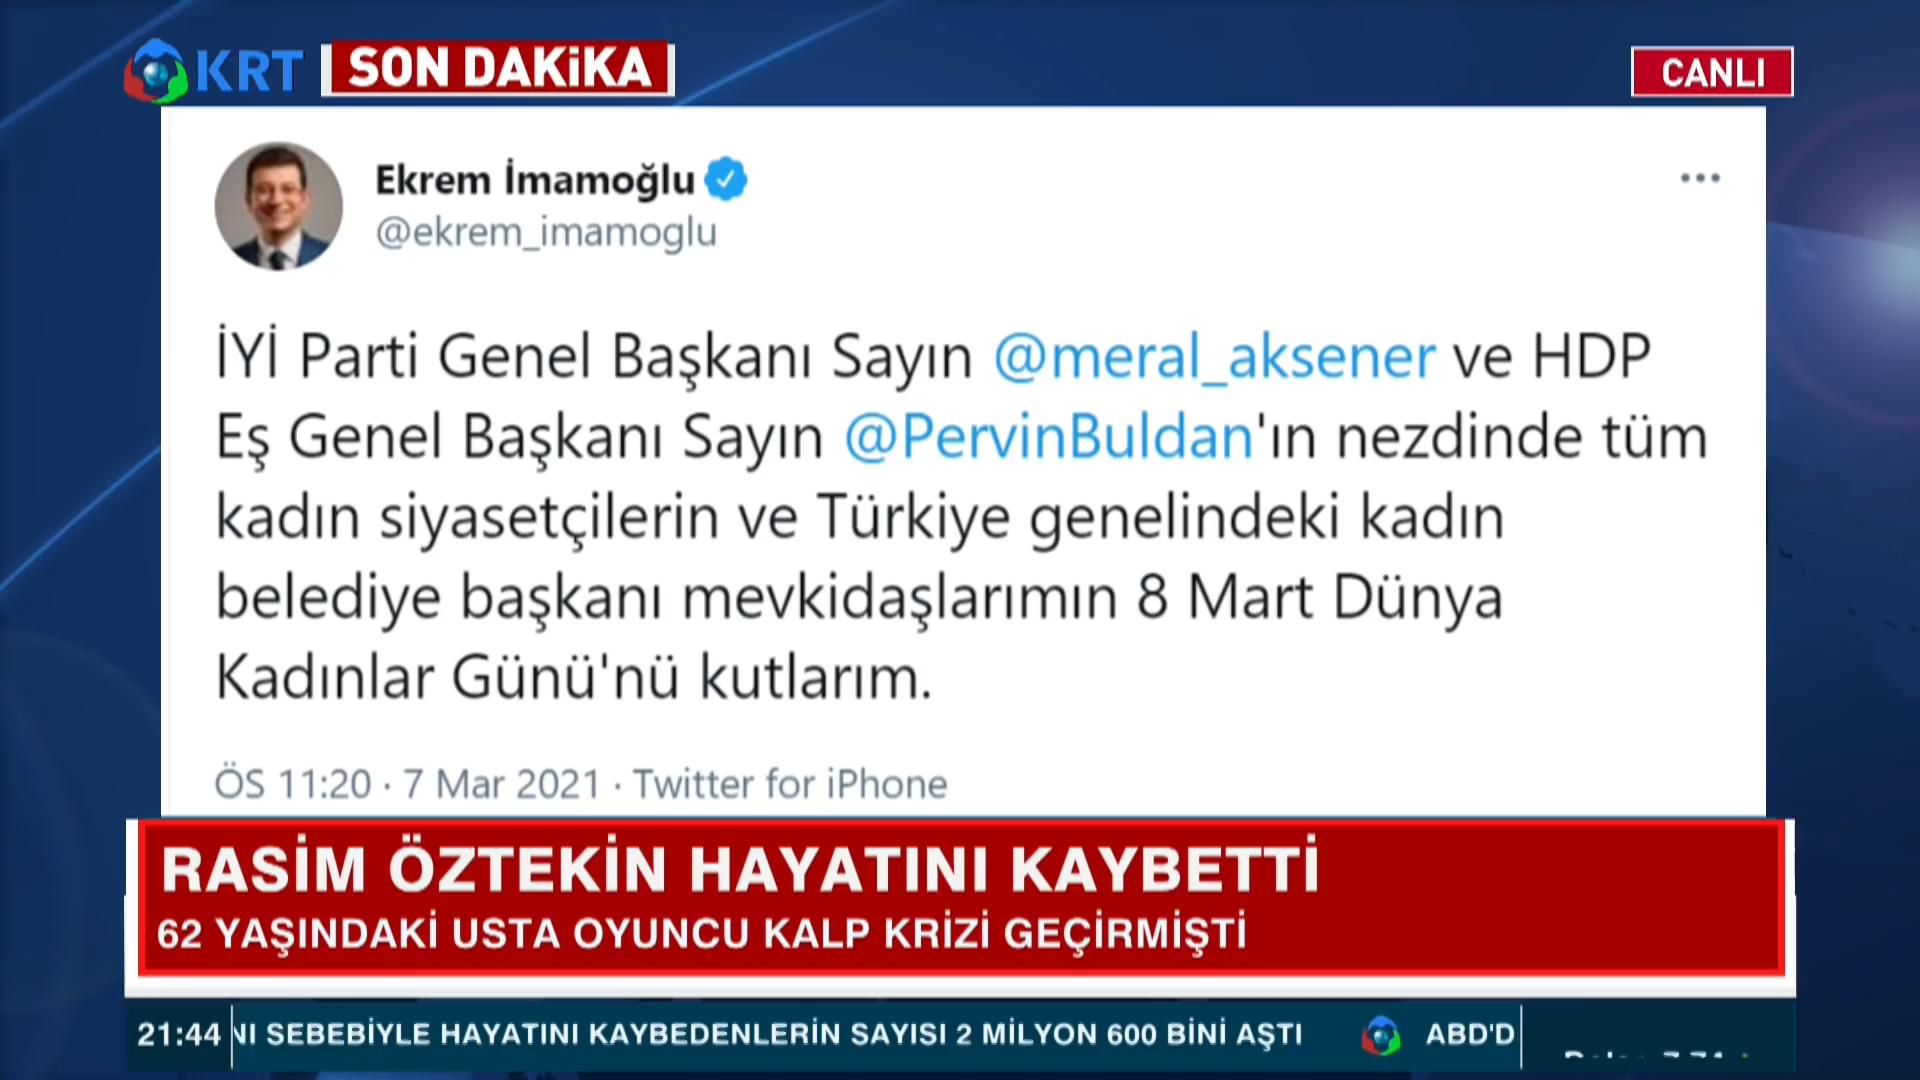 KRT
SON DAKİKA
CANLI
Ekrem İmamoğlu
@ekrem_imamoglu
İYİ Parti Genel Başkanı Sayın @meral_aksener ve HDP
Eş Genel Başkanı Sayın @PervinBuldan'ın nezdinde tüm
kadın siyasetçilerin ve Türkiye genelindeki kadın
belediye başkanı mevkidaşlarımın 8 Mart Dünya
Kadınlar Günü'nü kutlarım.
ÖS 11:20 · 7 Mar 2021 · Twitter for iPhone
RASİM ÖZTEKİN HAYATINI KAYBETTİ
62 YAŞINDAKİ USTA OYUNCU KALP KRİZİ GEÇİRMİŞTİ
21:44 NI SEBEBİYLE HAYATINI KAYBEDENLERİN SAYISI 2 MİLYON 600 BİNİ AŞTI ABD'D